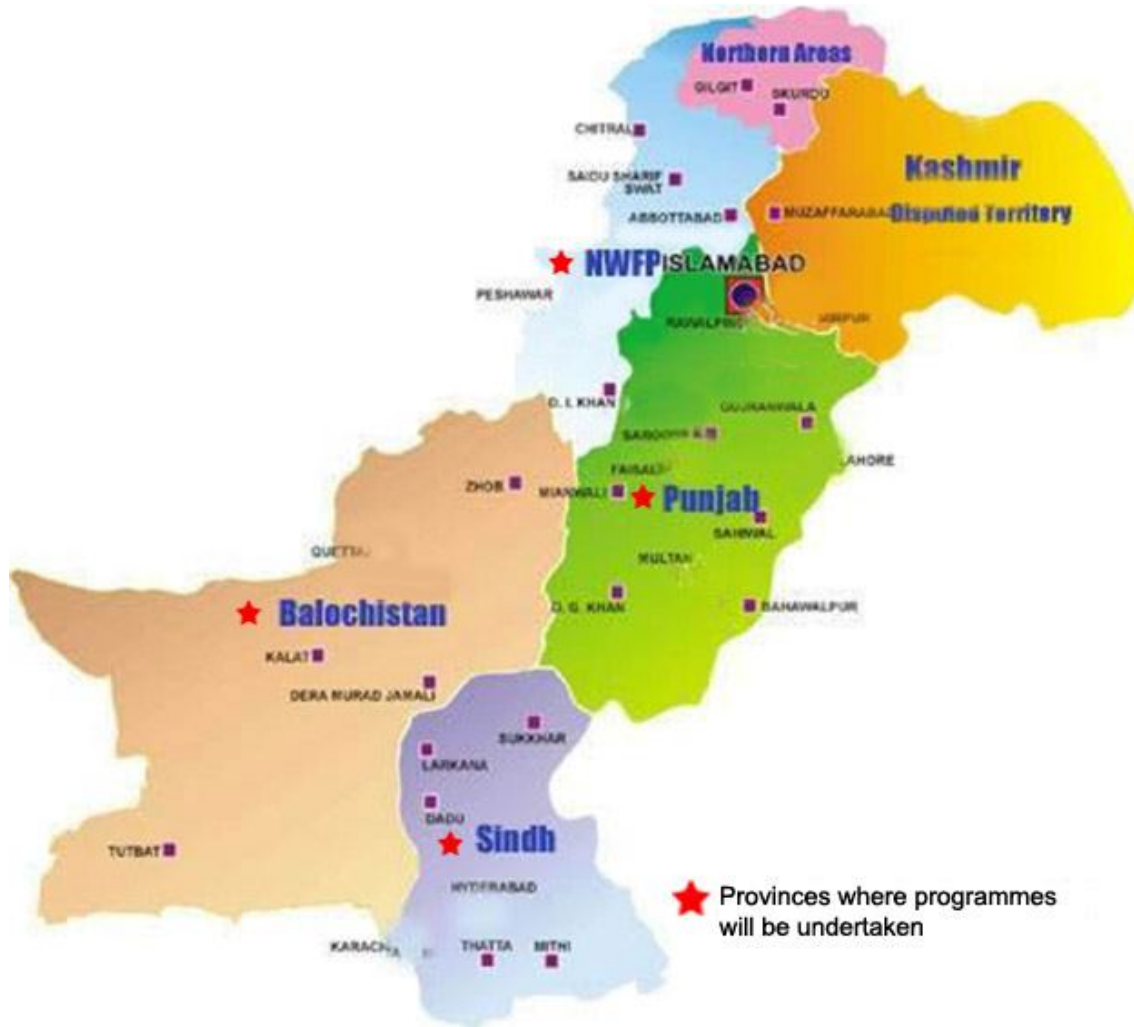 Northern Areas
GILGIT
SKURDU
CHITRAL
Kashmir
SAIDU SHARIF
SWAT
ABBOTTABAD
Disputed Territory
NWFP
ISLAMABAD
PESHAWAR
D. I. KHAN
GUJRANWALA
ZHOB
MIANWALI
Punjab
SAHIWAL
MULTAN
D. G. KHAN
BAHAWALPUR
Balochistan
KALAT
DERA MURAD JAMALI
SUKKHAR
LARKANA
DADU
Sindh
TUTBAT
HYDERABAD
THATTA
MITHI
Provinces where programmes
will be undertaken